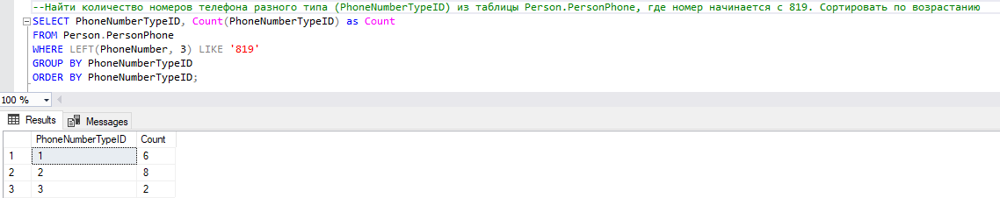 --Найти количество номеров телефона разного типа (PhoneNumberTypeID) из таблицы Person.PersonPhone, где номер начинается с 819. Сортировать по возрастанию
SELECT PhoneNumberTypeID, Count(PhoneNumberTypeID) as Count
FROM Person.PersonPhone
WHERE LEFT(PhoneNumber, 3) LIKE '819'
GROUP BY PhoneNumberTypeID
ORDER BY PhoneNumberTypeID;
100 %
Results Messages
PhoneNumberTypeID Count
1 1 6
2 2 8
3 3 2